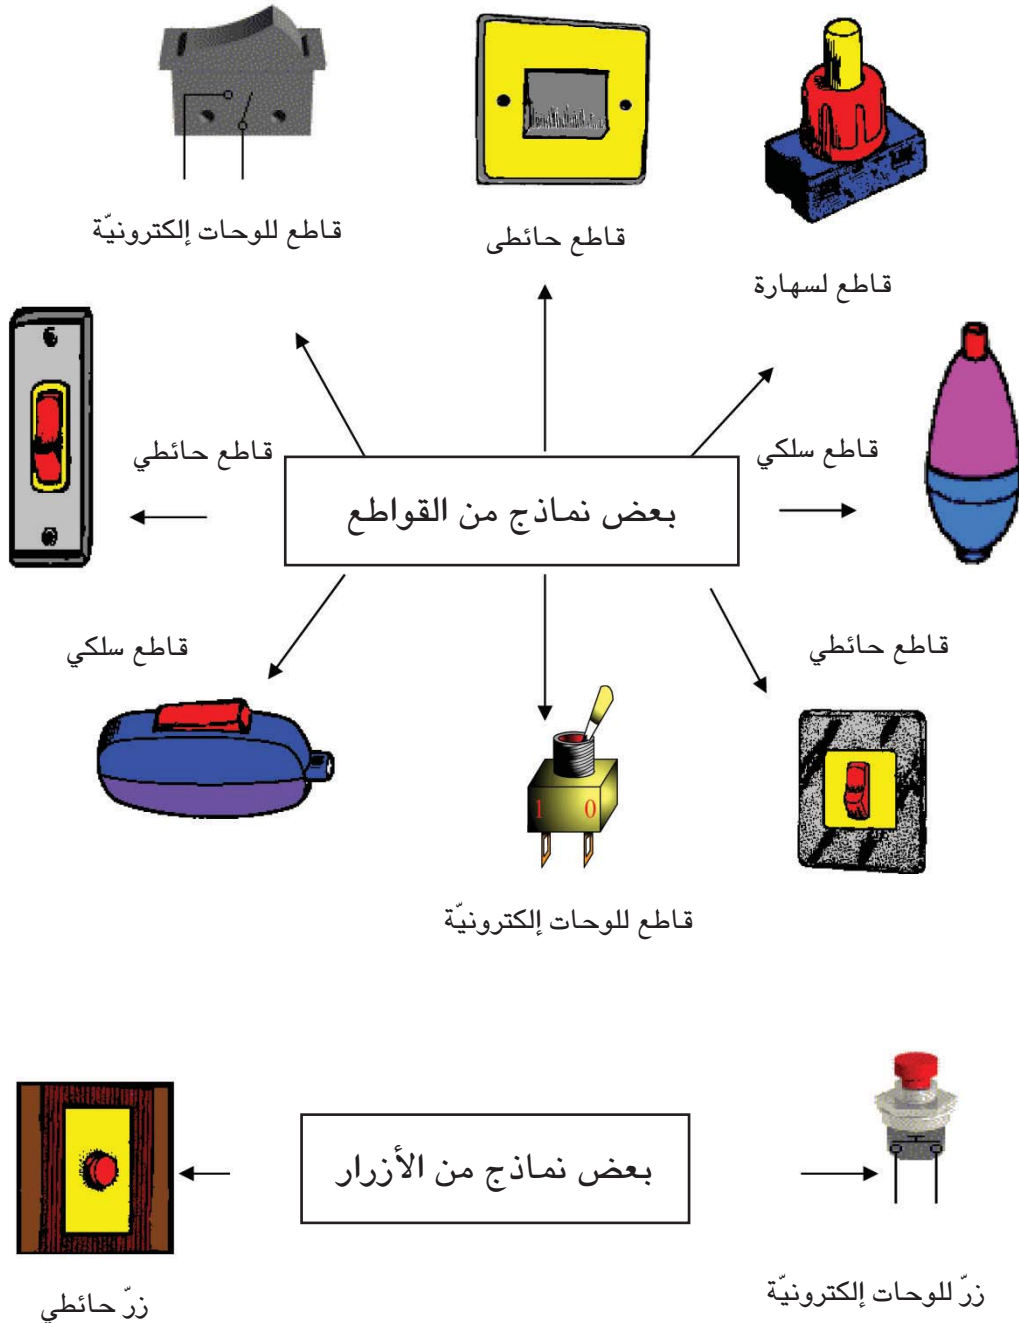 قاطع للوحات إلكترونيّة
قاطع حائطى
قاطع لسهارة
قاطع حائطي
قاطع سلكي
بعض نماذج من القواطع
قاطع سلكي
قاطع حائطي
1 0
قاطع للوحات إلكترونيّة
بعض نماذج من الأزرار
زرّ للوحات إلكترونيّة
زرّ حائطي